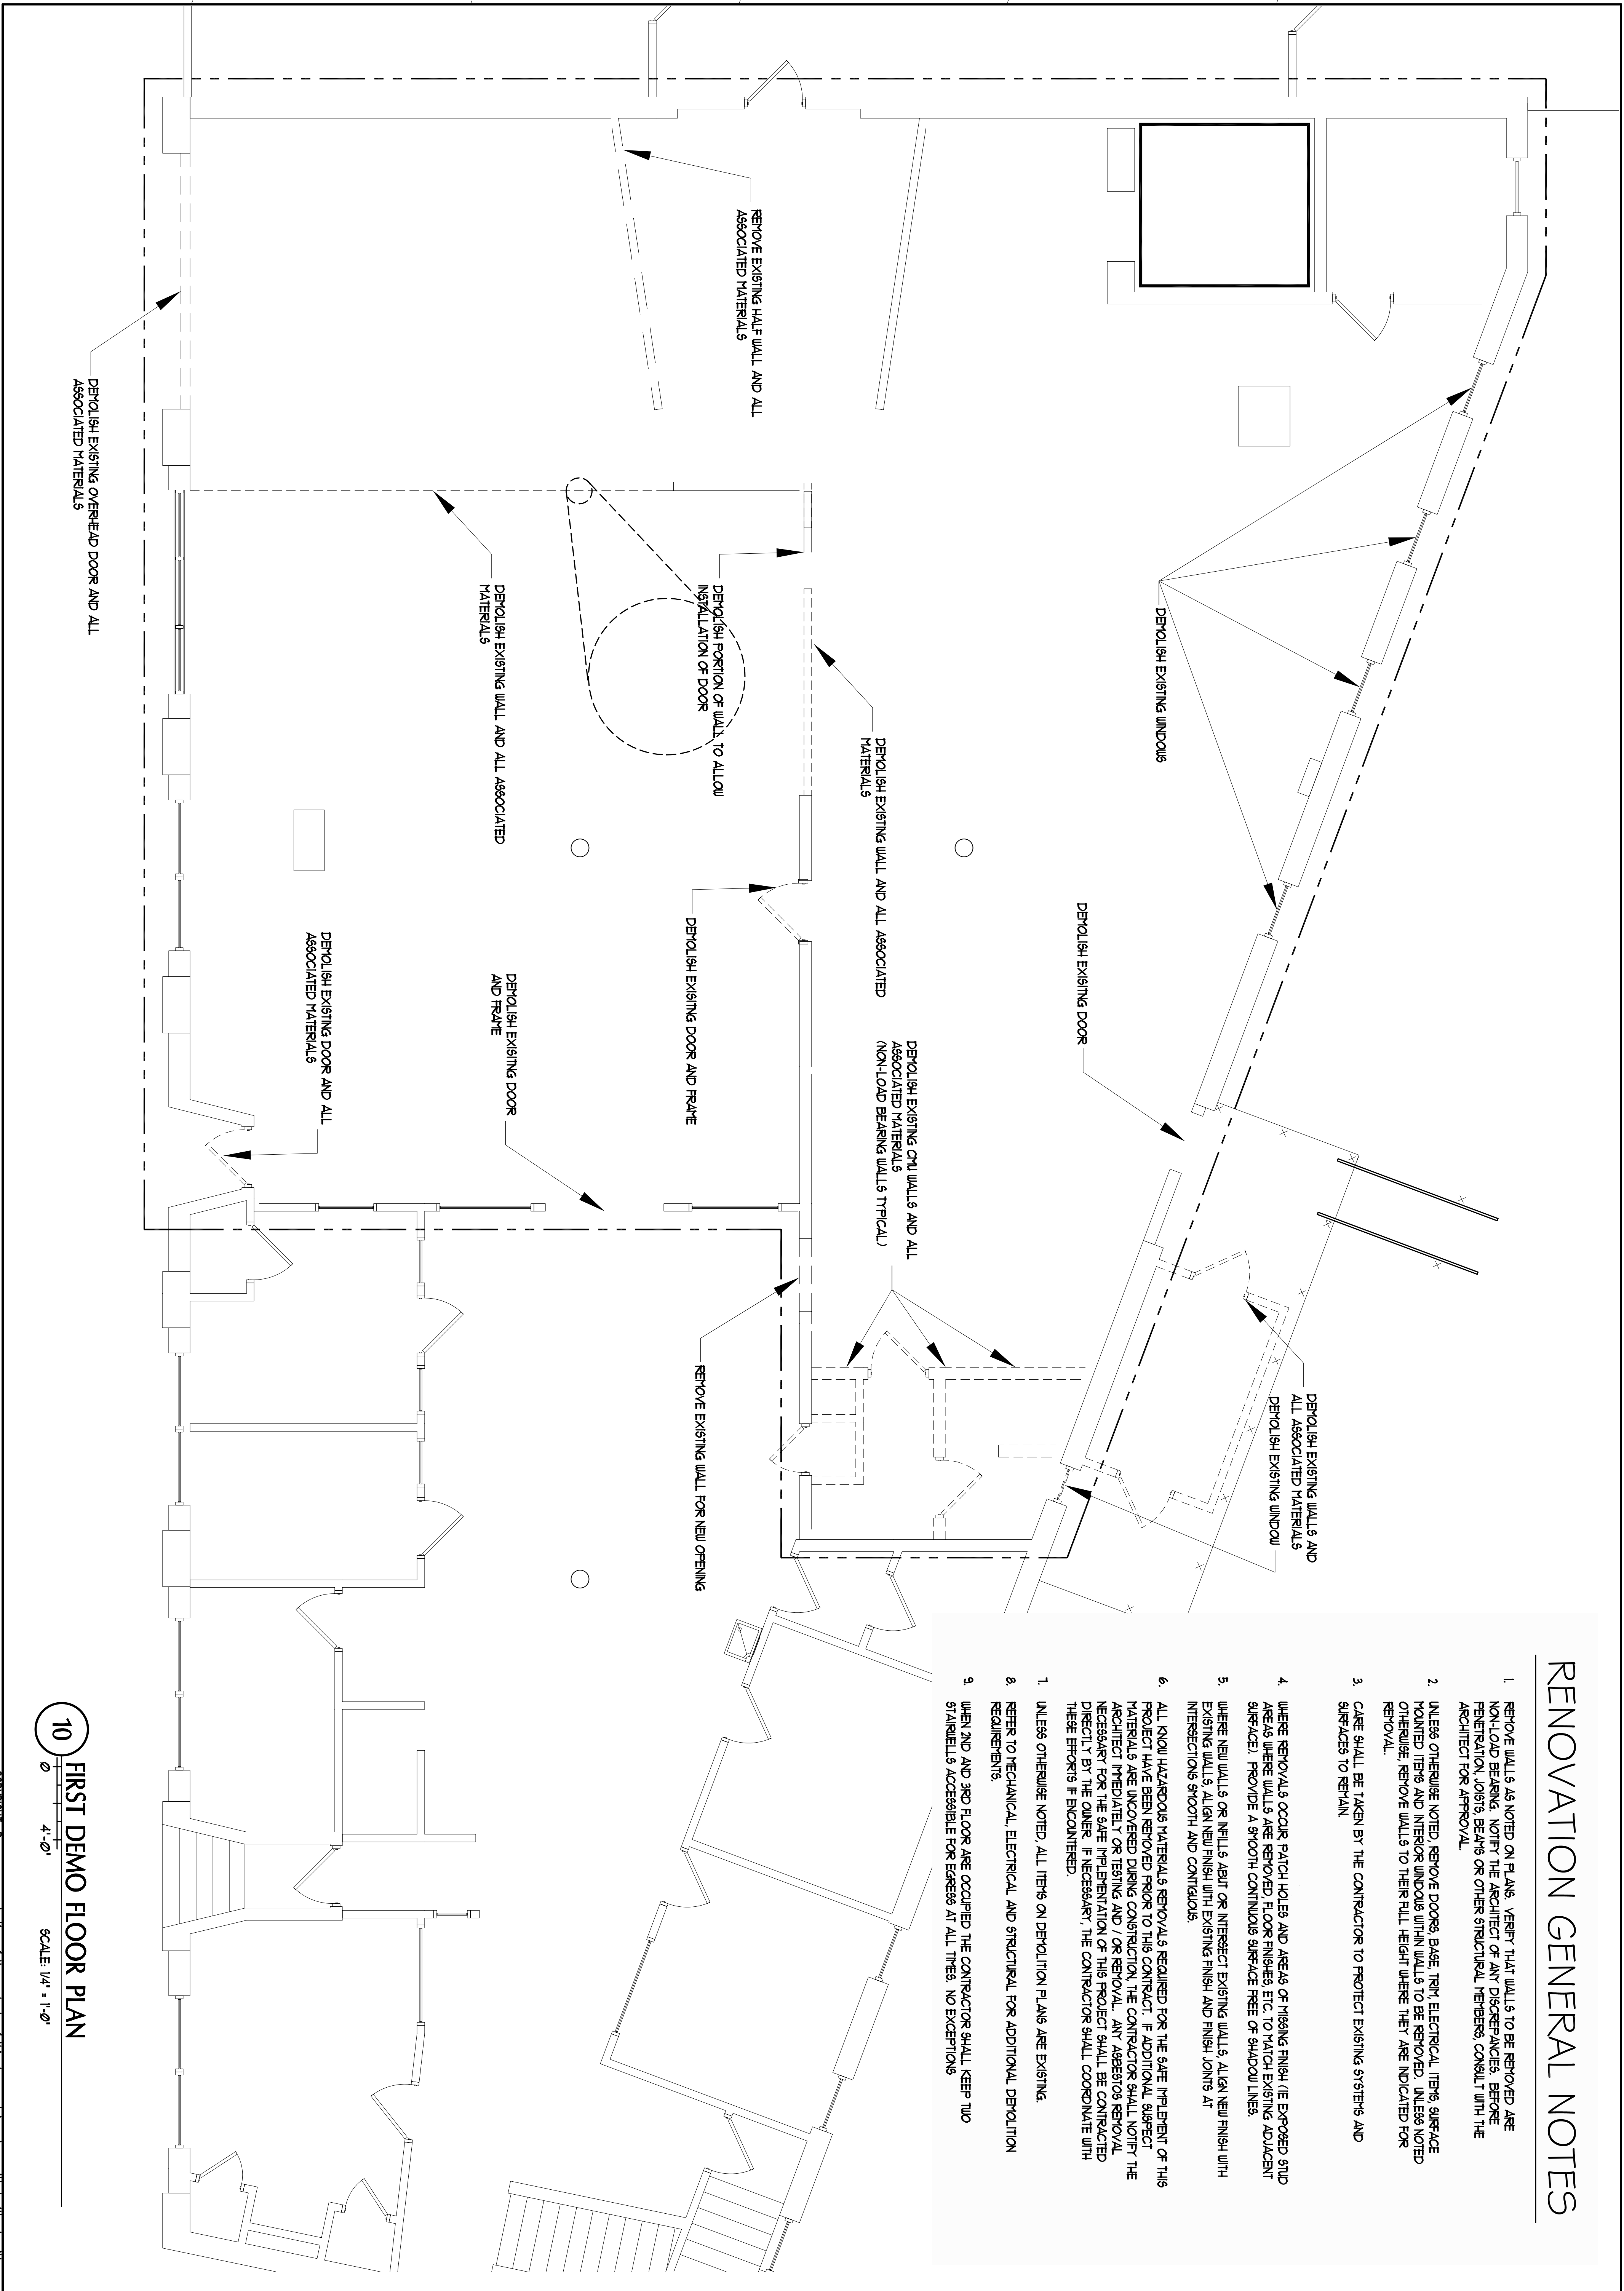 RENOVATION GENERAL NOTES
1. REMOVE WALLS AS NOTED ON PLANS. VERIFY THAT WALLS TO BE REMOVED ARE
NON-LOAD BEARING. NOTIFY THE ARCHITECT OF ANY DISCREPANCIES. BEFORE
PENETRATION, JOISTS, BEAMS OR OTHER STRUCTURAL MEMBERS, CONSULT WITH THE
ARCHITECT FOR APPROVAL.
2. UNLESS OTHERWISE NOTED, REMOVE DOORS, BASE, TRIM, ELECTRICAL ITEMS, SURFACE
MOUNTED ITEMS AND INTERIOR WINDOWS WITHIN WALLS TO BE REMOVED. UNLESS NOTED
OTHERWISE, REMOVE WALLS TO THEIR FULL HEIGHT WHERE THEY ARE INDICATED FOR
REMOVAL.
3. CARE SHALL BE TAKEN BY THE CONTRACTOR TO PROTECT EXISTING SYSTEMS AND
SURFACES TO REMAIN.
4. WHERE REMOVALS OCCUR, PATCH HOLES AND AREAS OF MISSING FINISH (IE EXPOSED STUD
AREAS WHERE WALLS ARE REMOVED, FLOOR FINISHES, ETC. TO MATCH EXISTING ADJACENT
SURFACE). PROVIDE A SMOOTH CONTINUOUS SURFACE FREE OF SHADOW LINES.
5. WHERE NEW WALLS OR INFILLS ABUT OR INTERSECT EXISTING WALLS, ALIGN NEW FINISH WITH
EXISTING WALLS, ALIGN NEW FINISH WITH EXISTING FINISH AND FINISH JOINTS AT
INTERSECTIONS SMOOTH AND CONTIGUOUS.
6. ALL KNOW HAZARDOUS MATERIALS REMOVALS REQUIRED FOR THE SAFE IMPLEMENT OF THIS
PROJECT HAVE BEEN REMOVED PRIOR TO THIS CONTRACT. IF ADDITIONAL SUSPECT
MATERIALS ARE UNCOVERED DURING CONSTRUCTION, THE CONTRACTOR SHALL NOTIFY THE
ARCHITECT IMMEDIATELY OR TESTING AND / OR REMOVAL. ANY ASBESTOS REMOVAL
NECESSARY FOR THE SAFE IMPLEMENTATION OF THIS PROJECT SHALL BE CONTRACTED
DIRECTLY BY THE OWNER. IF NECESSARY, THE CONTRACTOR SHALL COORDINATE WITH
THESE EFFORTS IF ENCOUNTERED.
7. UNLESS OTHERWISE NOTED, ALL ITEMS ON DEMOLITION PLANS ARE EXISTING.
8. REFER TO MECHANICAL, ELECTRICAL AND STRUCTURAL FOR ADDITIONAL DEMOLITION
REQUIREMENTS.
9. WHEN 2ND AND 3RD FLOOR ARE OCCUPIED THE CONTRACTOR SHALL KEEP TWO
STAIRWELLS ACCESSIBLE FOR EGRESS AT ALL TIMES. NO EXCEPTIONS
DEMOLISH EXISTING WINDOWS
DEMOLISH EXISTING WALLS AND
ALL ASSOCIATED MATERIALS
DEMOLISH EXISTING WINDOW
DEMOLISH EXISITNG DOOR
DEMOLISH EXISTING CMU WALLS AND ALL
ASSOCIATED MATERIALS
(NON-LOAD BEARING WALLS TYPICAL)
DEMOLISH EXISTING WALL AND ALL ASSOCIATED
MATERIALS
REMOVE EXISTING HALF WALL AND ALL
ASSOCIATED MATERIALS
DEMOLISH PORTION OF WALL TO ALLOW
INSTALLATION OF DOOR
DEMOLISH EXISITNG DOOR AND FRAME
REMOVE EXISTING WALL FOR NEW OPENING
DEMOLISH EXISTING WALL AND ALL ASSOCIATED
MATERIALS
DEMOLISH EXISITNG DOOR
AND FRAME
DEMOLISH EXISTING DOOR AND ALL
ASSOCIATED MATERIALS
DEMOLISH EXISTING OVERHEAD DOOR AND ALL
ASSOCIATED MATERIALS
10 FIRST DEMO FLOOR PLAN
0 4'-0" SCALE: 1/4" = 1'-0"